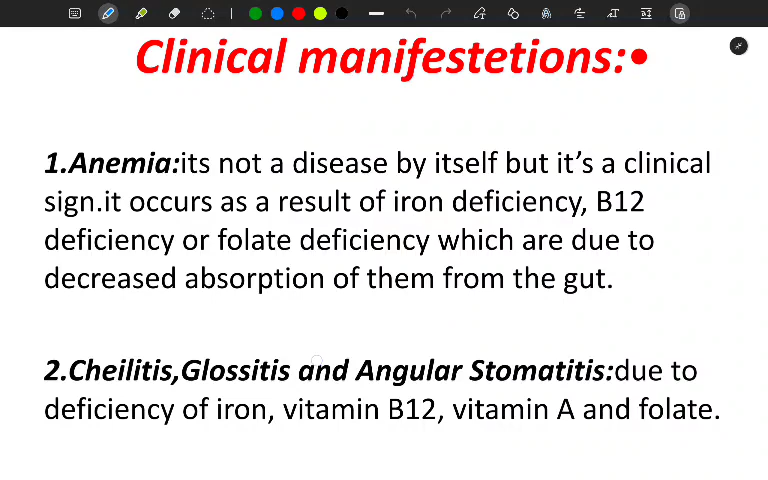 Clinical manifestetions:•
1.Anemia:its not a disease by itself but it’s a clinical
sign.it occurs as a result of iron deficiency, B12
deficiency or folate deficiency which are due to
decreased absorption of them from the gut.
2.Cheilitis,Glossitis and Angular Stomatitis:due to
deficiency of iron, vitamin B12, vitamin A and folate.